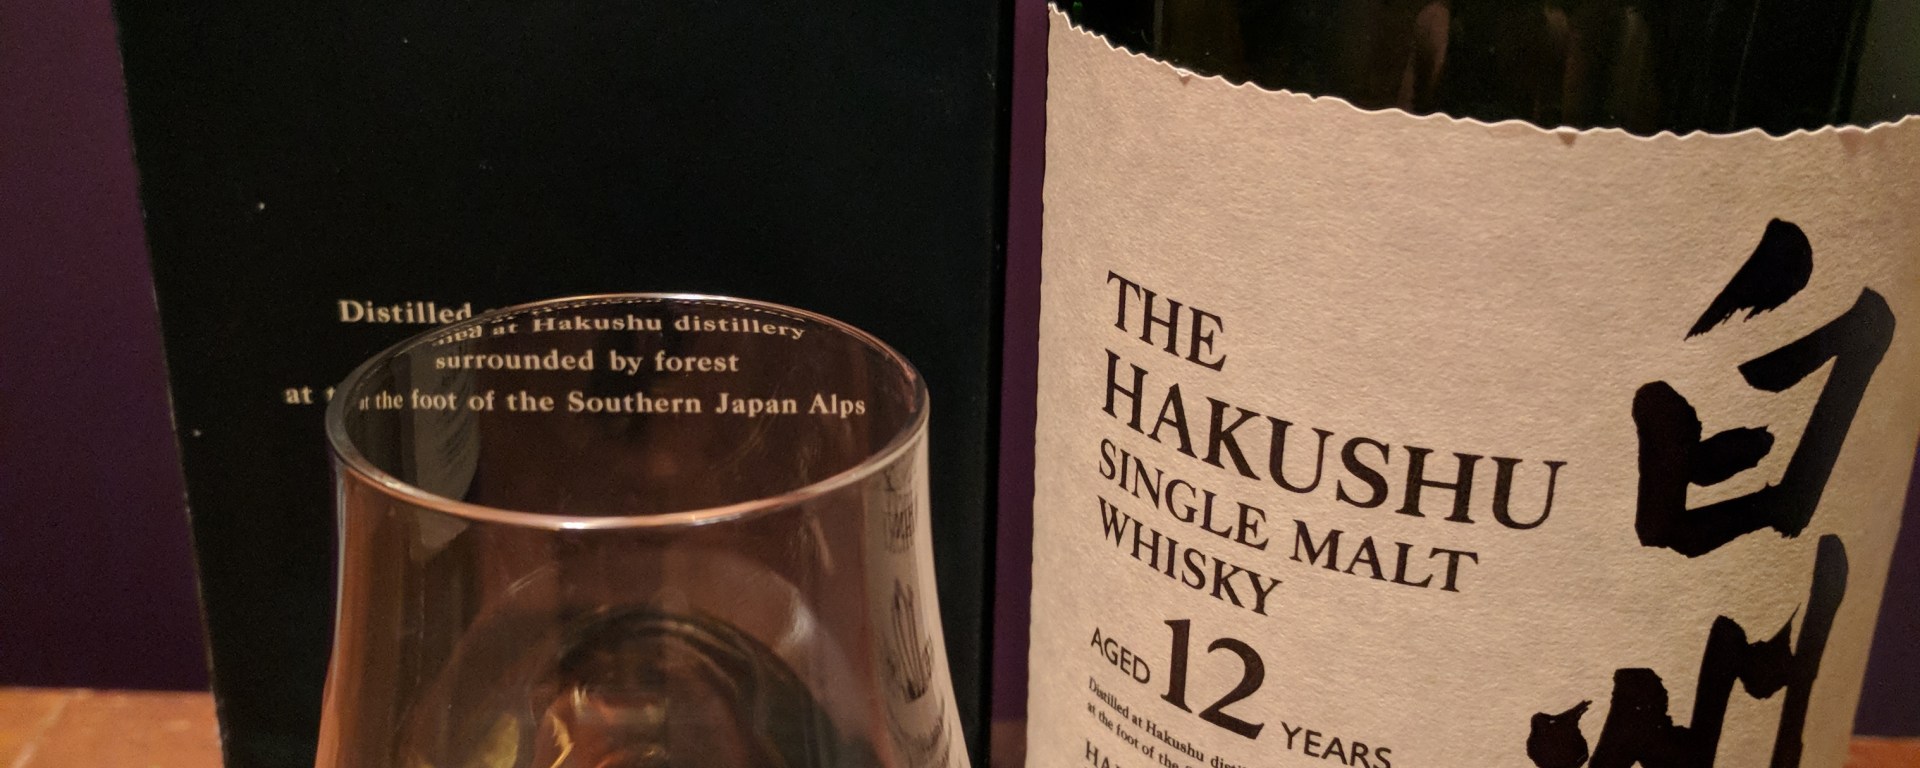 Distilled at Hakushu distillery
surrounded by forest
at the foot of the Southern Japan Alps
THE
HAKUSHU
SINGLE MALT
WHISKY
AGED 12 YEARS
Distilled at Hakushu
at the foot of the
白州